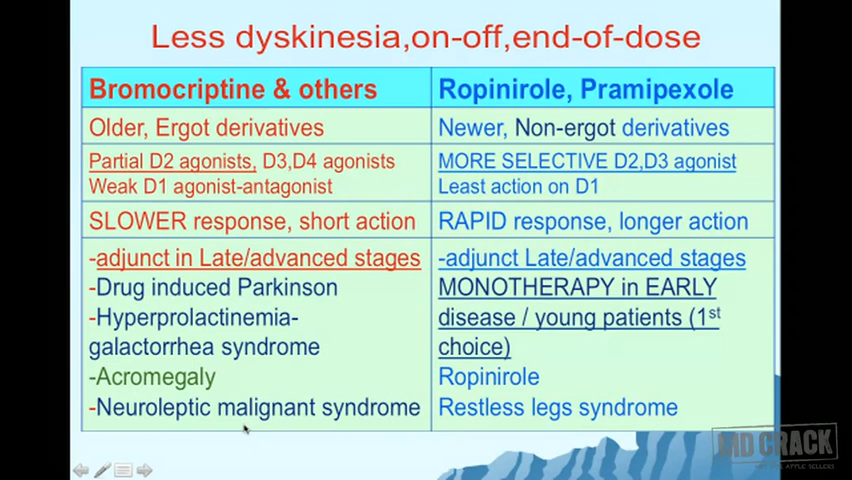 Less dyskinesia,on-off,end-of-dose
Bromocriptine & others
Ropinirole, Pramipexole
Older, Ergot derivatives
Newer, Non-ergot derivatives
Partial D2 agonists, D3,D4 agonists
Weak D1 agonist-antagonist
MORE SELECTIVE D2,D3 agonist
Least action on D1
SLOWER response, short action
RAPID response, longer action
-adjunct in Late/advanced stages
-Drug induced Parkinson
-Hyperprolactinemia-
galactorrhea syndrome
-Acromegaly
-Neuroleptic malignant syndrome
-adjunct Late/advanced stages
MONOTHERAPY in EARLY
disease / young patients (1st
choice)
Ropinirole
Restless legs syndrome
MD CRACK